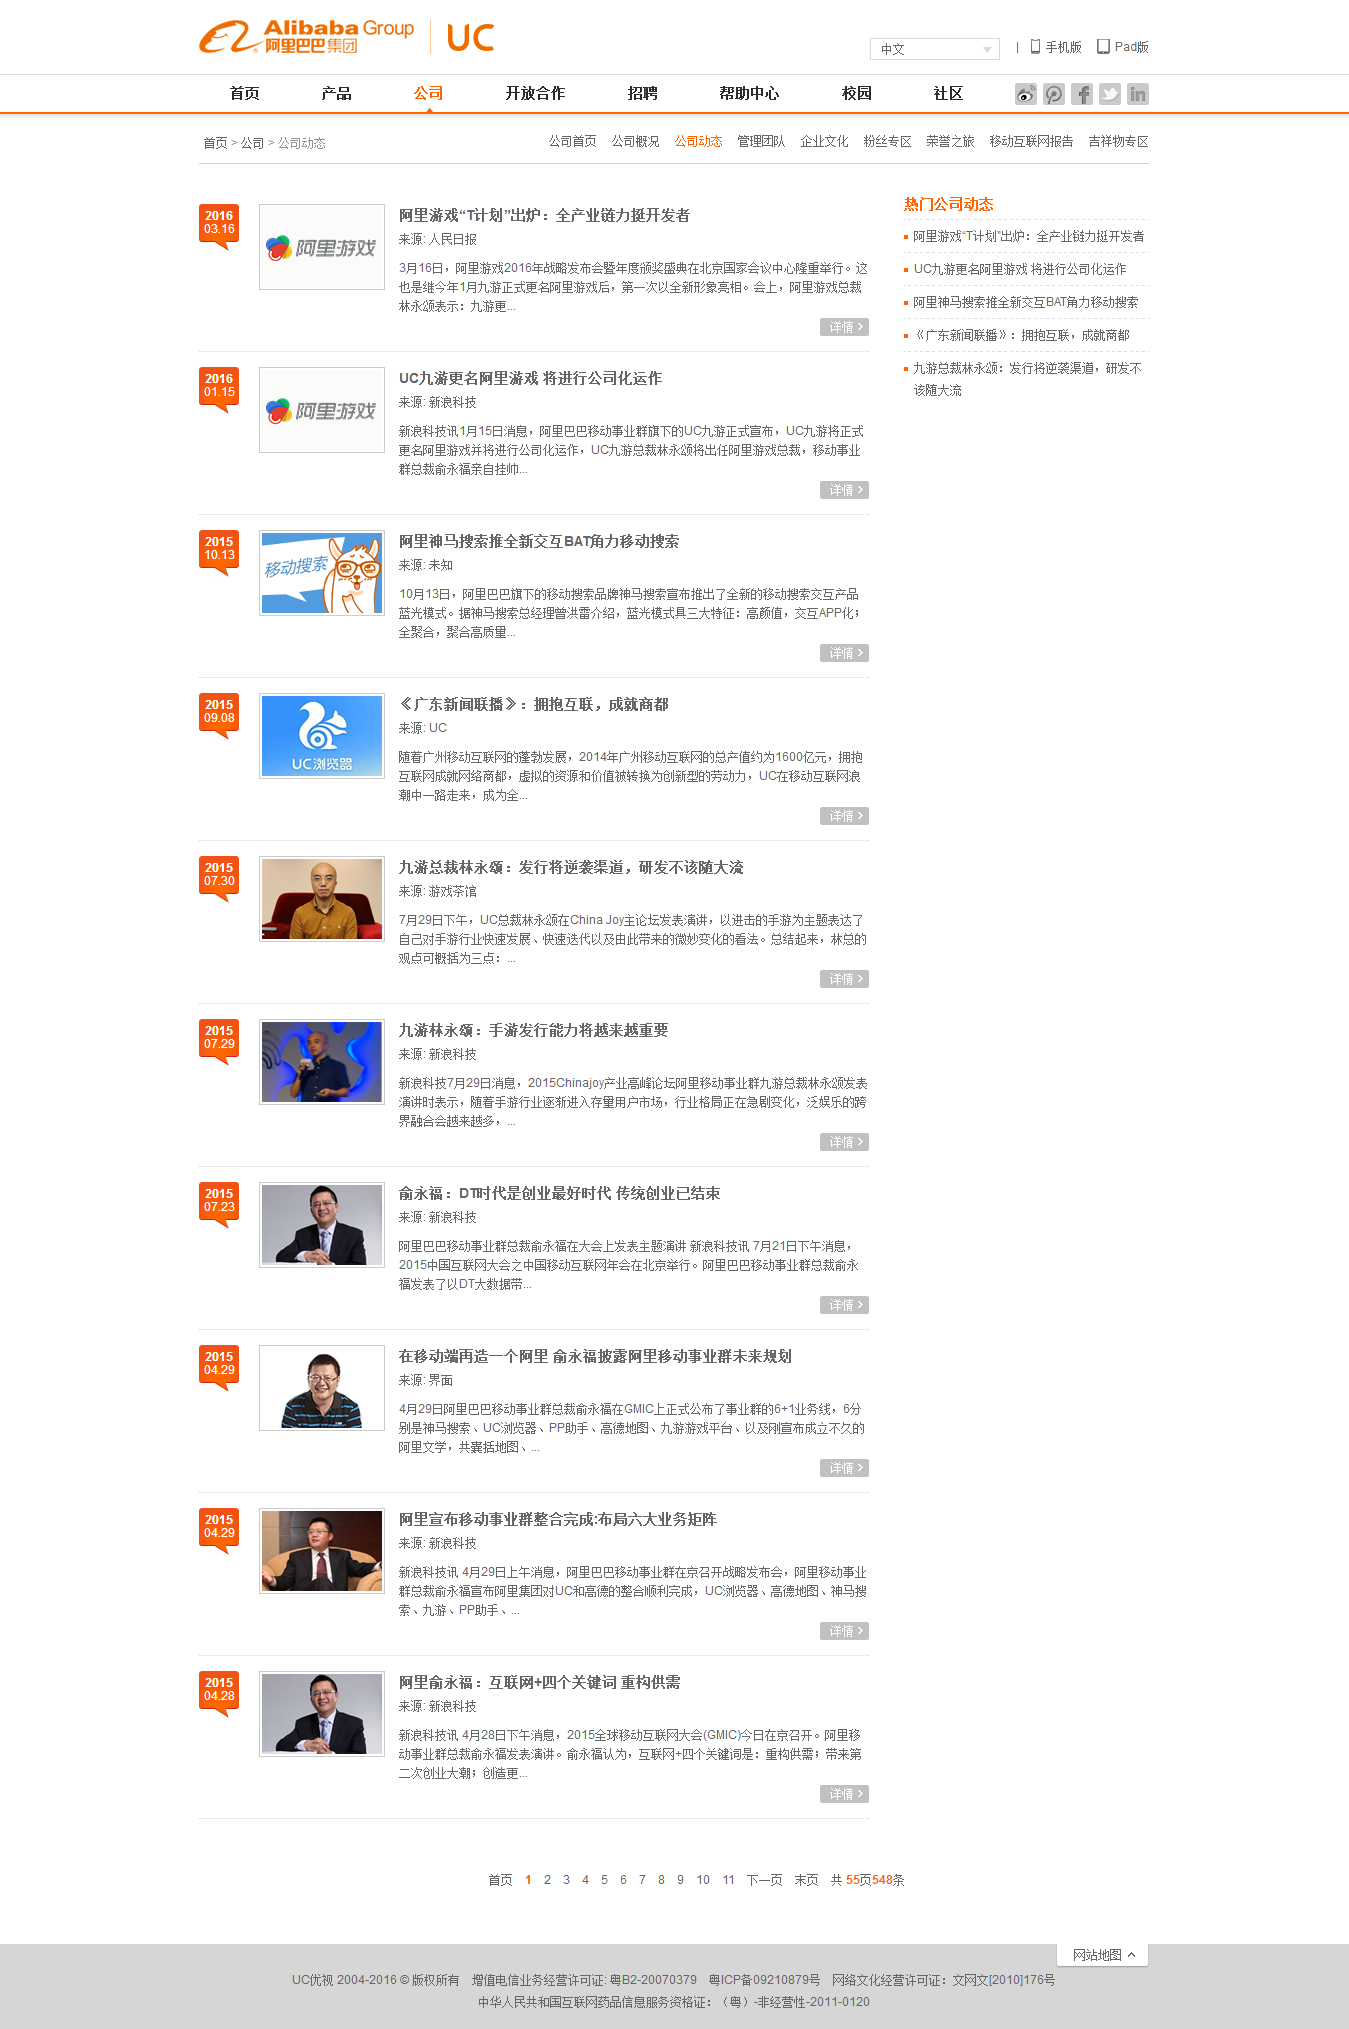 Alibaba Group
阿里巴巴集团
UC
中文
手机版
Pad版
首页 产品 公司 开放合作 招聘 帮助中心 校园 社区
首页 > 公司 > 公司动态
公司首页 公司概况 公司动态 管理团队 企业文化 粉丝专区 荣誉之旅 移动互联网报告 吉祥物专区
2016
03.16
阿里游戏
阿里游戏“T计划”出炉：全产业链力挺开发者
来源: 人民日报
3月16日，阿里游戏2016年战略发布会暨年度颁奖盛典在北京国家会议中心隆重举行。这
也是继今年1月九游正式更名阿里游戏后，第一次以全新形象亮相。会上，阿里游戏总裁
林永颂表示：九游更...
详情
2016
01.15
阿里游戏
UC九游更名阿里游戏 将进行公司化运作
来源: 新浪科技
新浪科技讯1月15日消息，阿里巴巴移动事业群旗下的UC九游正式宣布，UC九游将正式
更名阿里游戏并将进行公司化运作，UC九游总裁林永颂将出任阿里游戏总裁，移动事业
群总裁俞永福亲自挂帅...
详情
2015
10.13
移动搜索
阿里神马搜索推全新交互BAT角力移动搜索
来源: 未知
10月13日，阿里巴巴旗下的移动搜索品牌神马搜索宣布推出了全新的移动搜索交互产品
蓝光模式。据神马搜索总经理曾洪雷介绍，蓝光模式具三大特征：高颜值，交互APP化；
全聚合，聚合高质量...
详情
2015
09.08
UC浏览器
《广东新闻联播》：拥抱互联，成就商都
来源: UC
随着广州移动互联网的蓬勃发展，2014年广州移动互联网的总产值约为1600亿元，拥抱
互联网成就网络商都，虚拟的资源和价值被转换为创新型的劳动力，UC在移动互联网浪
潮中一路走来，成为全...
详情
2015
07.30
九游总裁林永颂：发行将逆袭渠道，研发不该随大流
来源: 游戏茶馆
7月29日下午，UC总裁林永颂在China Joy主论坛发表演讲，以进击的手游为主题表达了
自己对手游行业快速发展、快速迭代以及由此带来的微妙变化的看法。总结起来，林总的
观点可概括为三点：...
详情
2015
07.29
九游林永颂：手游发行能力将越来越重要
来源: 新浪科技
新浪科技7月29日消息，2015Chinajoy产业高峰论坛阿里移动事业群九游总裁林永颂发表
演讲时表示，随着手游行业逐渐进入存量用户市场，行业格局正在急剧变化，泛娱乐的跨
界融合会越来越多，...
详情
2015
07.23
俞永福：DT时代是创业最好时代 传统创业已结束
来源: 新浪科技
阿里巴巴移动事业群总裁俞永福在大会上发表主题演讲 新浪科技讯 7月21日下午消息，
2015中国互联网大会之中国移动互联网年会在北京举行。阿里巴巴移动事业群总裁俞永
福发表了以DT大数据带...
详情
2015
04.29
在移动端再造一个阿里 俞永福披露阿里移动事业群未来规划
来源: 界面
4月29日阿里巴巴移动事业群总裁俞永福在GMIC上正式公布了事业群的6+1业务线，6分
别是神马搜索、UC浏览器、PP助手、高德地图、九游游戏平台、以及刚宣布成立不久的
阿里文学，共囊括地图、...
详情
2015
04.29
阿里宣布移动事业群整合完成:布局六大业务矩阵
来源: 新浪科技
新浪科技讯 4月29日上午消息，阿里巴巴移动事业群在京召开战略发布会，阿里移动事业
群总裁俞永福宣布阿里集团对UC和高德的整合顺利完成，UC浏览器、高德地图、神马搜
索、九游、PP助手、...
详情
2015
04.28
阿里俞永福：互联网+四个关键词 重构供需
来源: 新浪科技
新浪科技讯 4月28日下午消息，2015全球移动互联网大会(GMIC)今日在京召开。阿里移
动事业群总裁俞永福发表演讲。俞永福认为，互联网+四个关键词是：重构供需；带来第
二次创业大潮；创造更...
详情
热门公司动态
阿里游戏“T计划”出炉：全产业链力挺开发者
UC九游更名阿里游戏 将进行公司化运作
阿里神马搜索推全新交互BAT角力移动搜索
《广东新闻联播》：拥抱互联，成就商都
九游总裁林永颂：发行将逆袭渠道，研发不
该随大流
首页 1 2 3 4 5 6 7 8 9 10 11 下一页 末页 共 55页548条
网站地图
UC优视 2004-2016 © 版权所有 增值电信业务经营许可证: 粤B2-20070379 粤ICP备09210879号 网络文化经营许可证：文网文[2010]176号
中华人民共和国互联网药品信息服务资格证：（粤）-非经营性-2011-0120